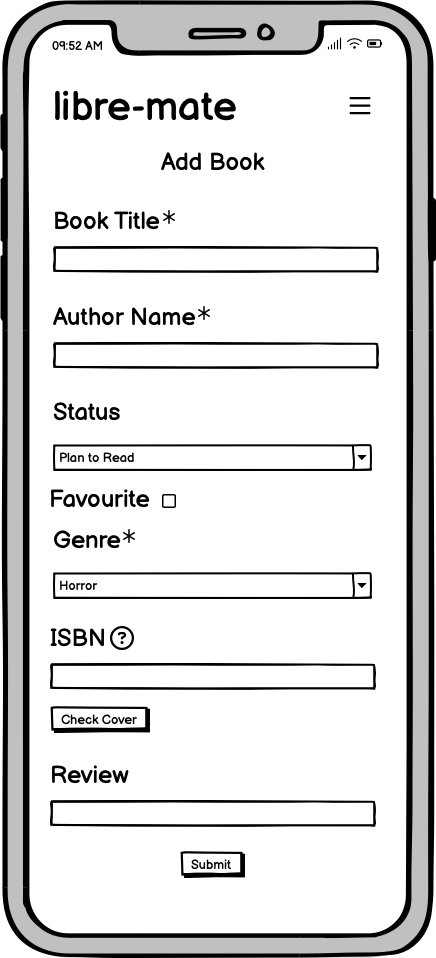 09:52 AM
libre-mate
Add Book
Book Title*
Author Name*
Status
Plan to Read
Favourite
Genre*
Horror
ISBN ?
Check Cover
Review
Submit